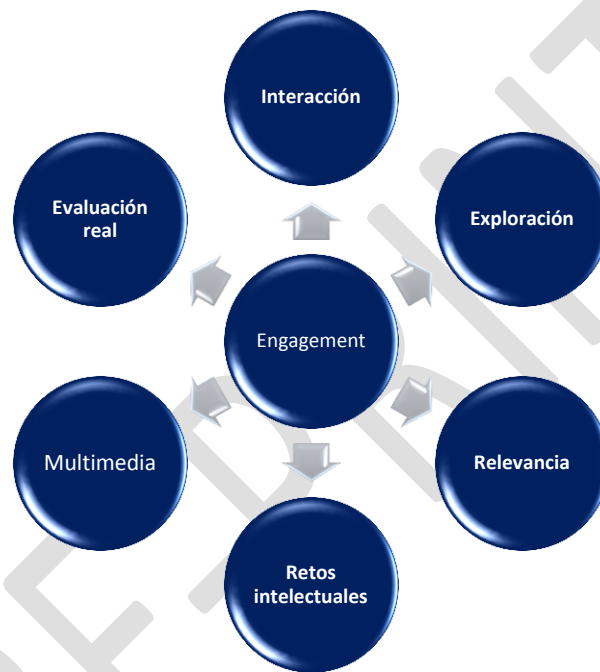 Interacción
Evaluación
real
Exploración
Engagement
Multimedia
Relevancia
Retos
intelectuales